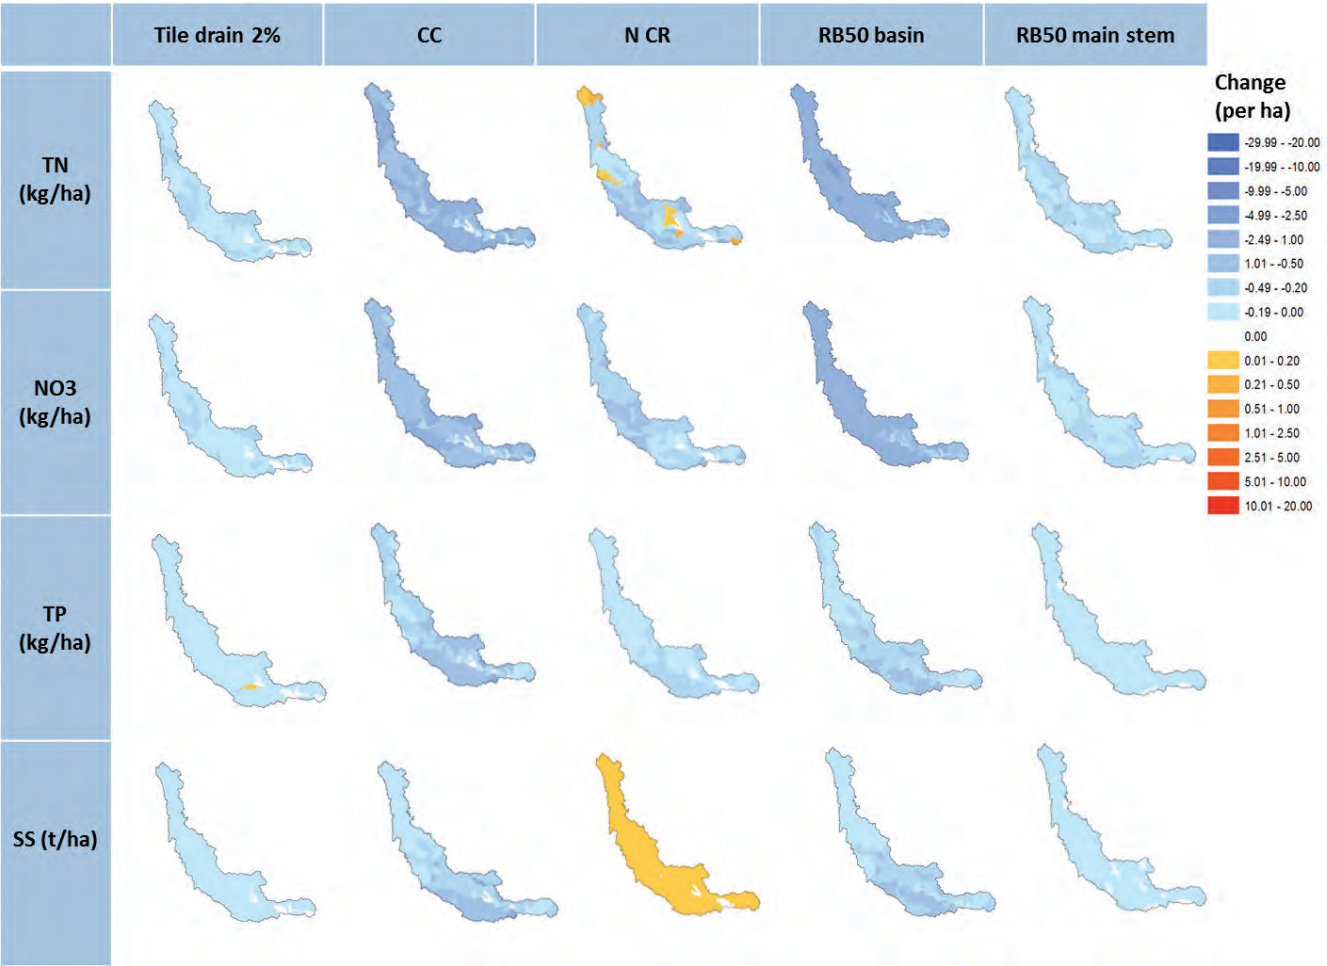 Tile drain 2%
CC
N CR
RB50 basin
RB50 main stem
Change
(per ha)
-29.99 - -20.00
-19.99 - -10.00
-9.99 - -5.00
-4.99 - -2.50
-2.49 - 1.00
1.01 - -0.50
-0.49 - -0.20
-0.19 - 0.00
0.00
0.01 - 0.20
0.21 - 0.50
0.51 - 1.00
1.01 - 2.50
2.51 - 5.00
5.01 - 10.00
10.01 - 20.00
TN
(kg/ha)
NO3
(kg/ha)
TP
(kg/ha)
SS (t/ha)